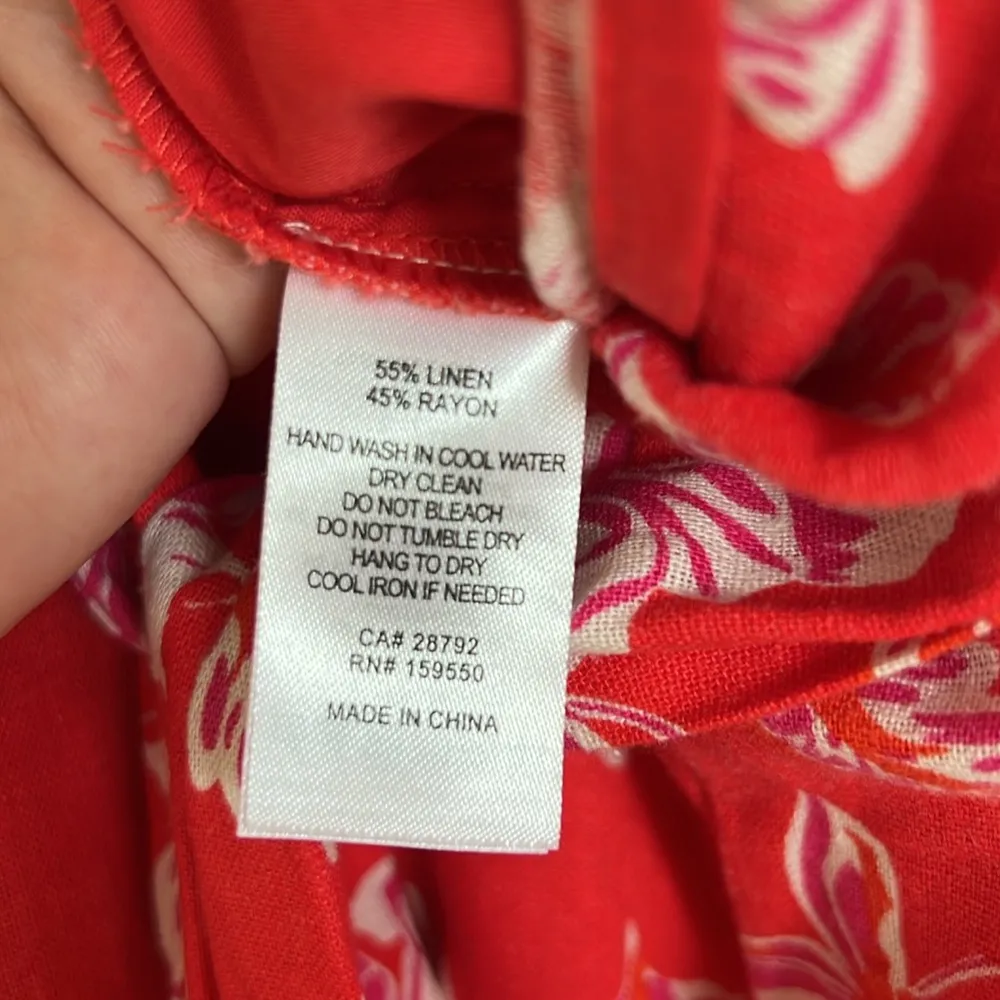 55% LINEN
45% RAYON
HAND WASH IN COOL WATER
DRY CLEAN
DO NOT BLEACH
DO NOT TUMBLE DRY
HANG TO DRY
COOL IRON IF NEEDED
CA# 28792
RN# 159550
MADE IN CHINA